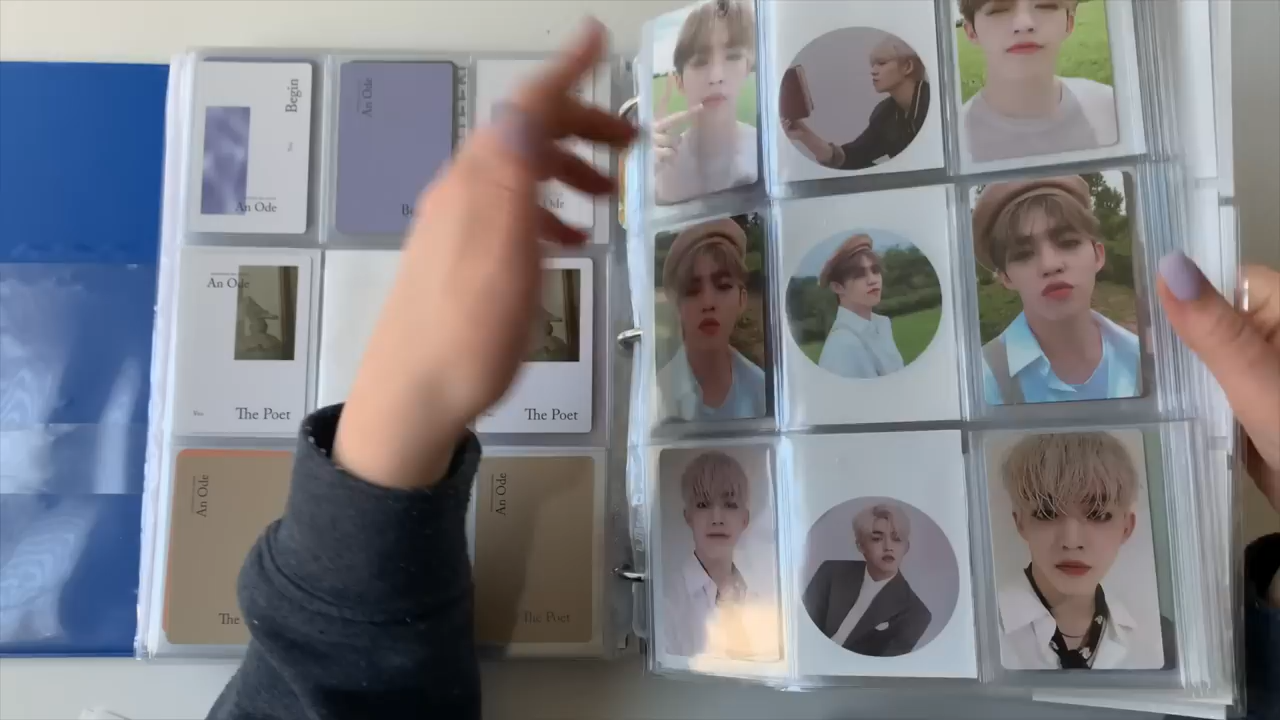 Begin
An Ode
An Ode
Be
Ode
An Ode
The Poet
The Poet
An Ode
The
An Ode
The Poet